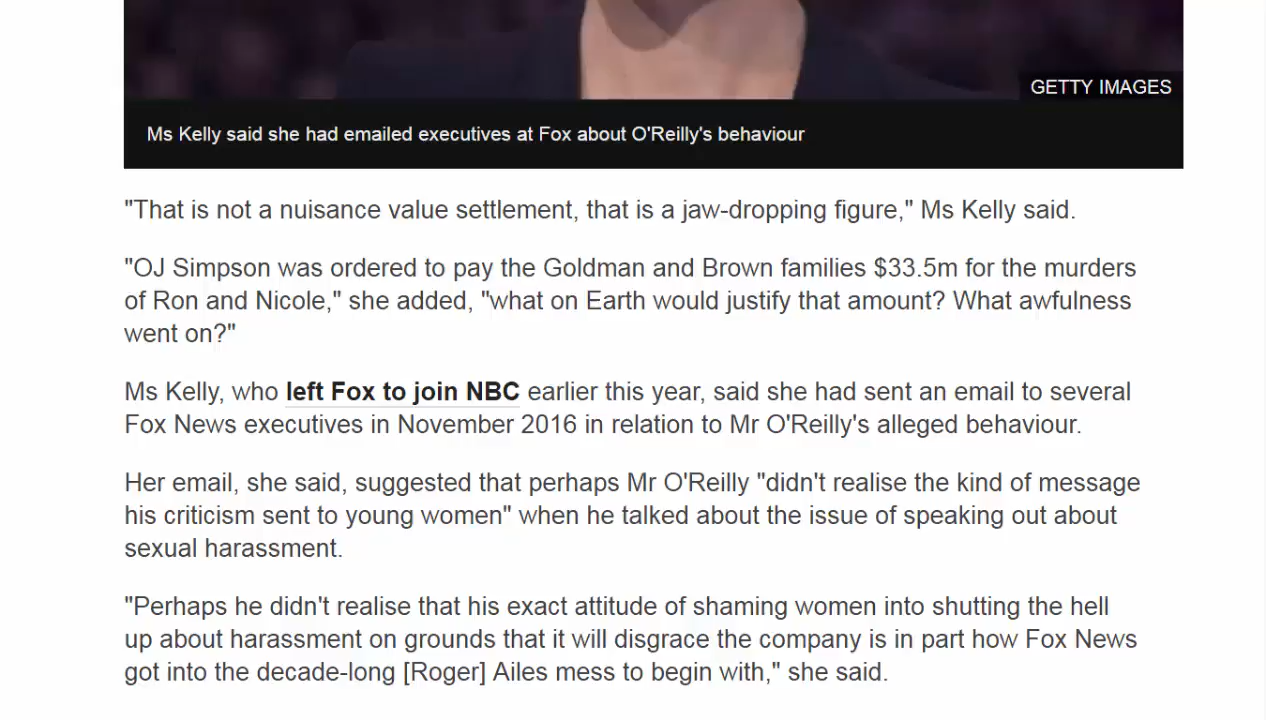 GETTY IMAGES
Ms Kelly said she had emailed executives at Fox about O'Reilly's behaviour
"That is not a nuisance value settlement, that is a jaw-dropping figure," Ms Kelly said.
"OJ Simpson was ordered to pay the Goldman and Brown families $33.5m for the murders
of Ron and Nicole," she added, "what on Earth would justify that amount? What awfulness
went on?"
Ms Kelly, who left Fox to join NBC earlier this year, said she had sent an email to several
Fox News executives in November 2016 in relation to Mr O'Reilly's alleged behaviour.
Her email, she said, suggested that perhaps Mr O'Reilly "didn't realise the kind of message
his criticism sent to young women" when he talked about the issue of speaking out about
sexual harassment.
"Perhaps he didn't realise that his exact attitude of shaming women into shutting the hell
up about harassment on grounds that it will disgrace the company is in part how Fox News
got into the decade-long [Roger] Ailes mess to begin with," she said.